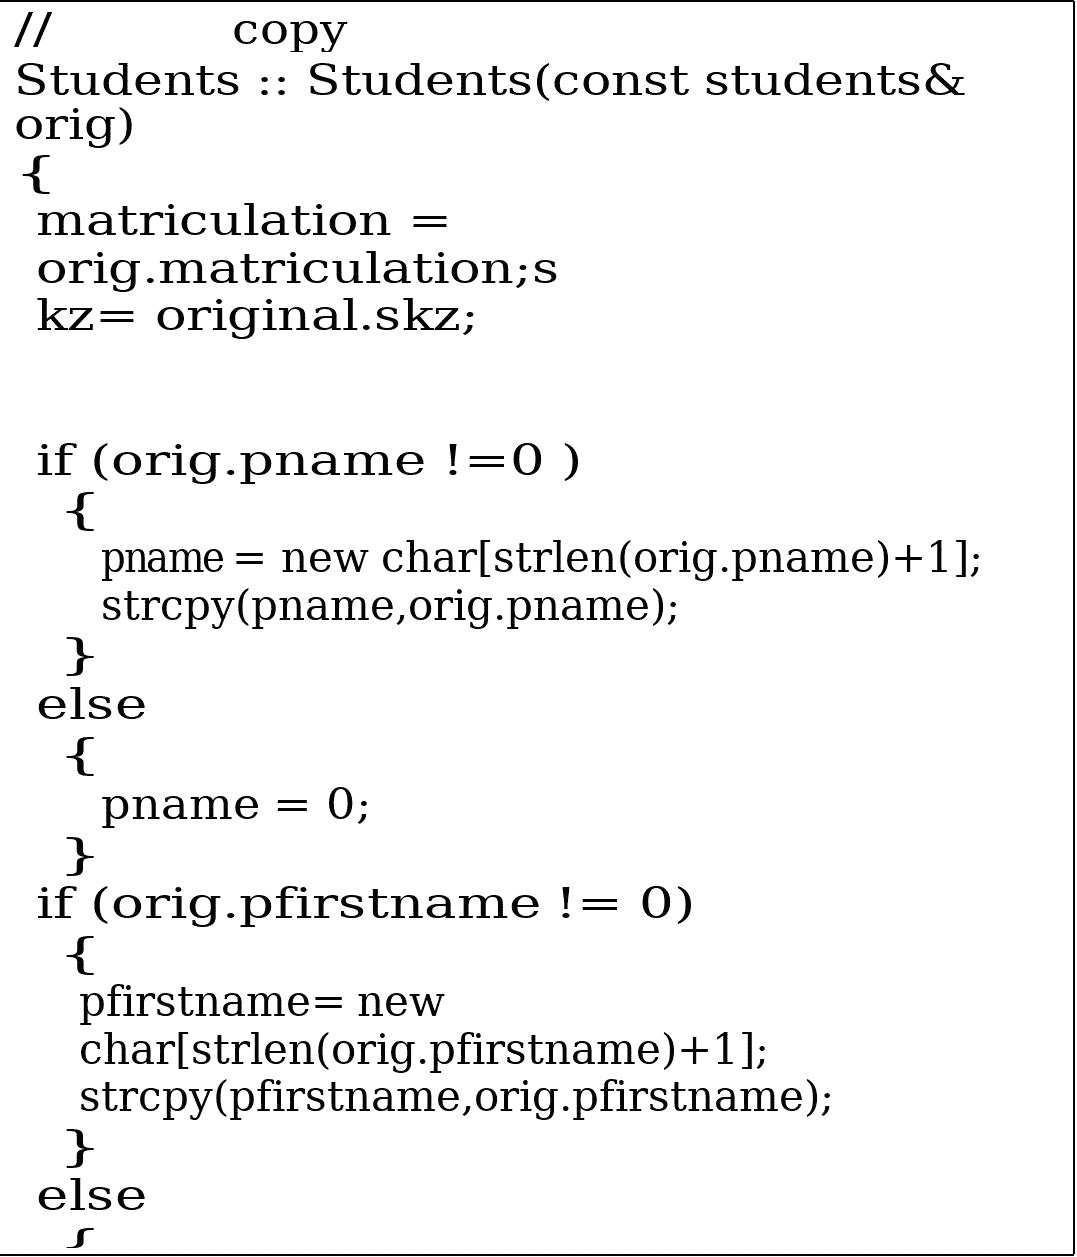 // copy
Students :: Students(const students&
orig)
{
matriculation =
orig.matriculation;s
kz= original.skz;
if (orig.pname !=0 )
{
pname = new char[strlen(orig.pname)+1];
strcpy(pname,orig.pname);
}
else
{
pname = 0;
}
if (orig.pfirstname != 0)
{
pfirstname= new
char[strlen(orig.pfirstname)+1];
strcpy(pfirstname,orig.pfirstname);
}
else
{